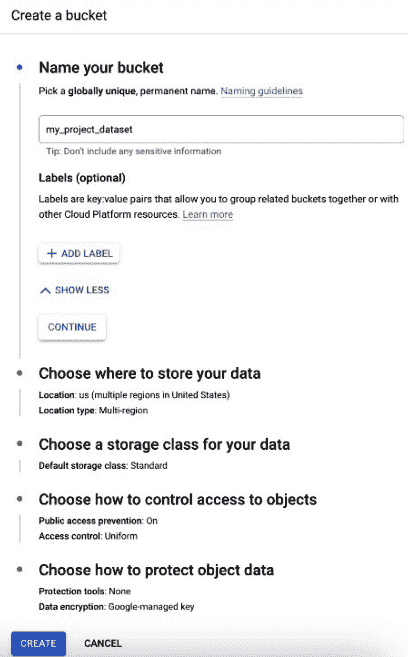 Create a bucket
Name your bucket
Pick a globally unique, permanent name. Naming guidelines
my_project_dataset
Tip: Don't include any sensitive information
Labels (optional)
Labels are key:value pairs that allow you to group related buckets together or with
other Cloud Platform resources. Learn more
+ ADD LABEL
SHOW LESS
CONTINUE
Choose where to store your data
Location: us (multiple regions in United States)
Location type: Multi-region
Choose a storage class for your data
Default storage class: Standard
Choose how to control access to objects
Public access prevention: On
Access control: Uniform
Choose how to protect object data
Protection tools: None
Data encryption: Google-managed key
CREATE CANCEL